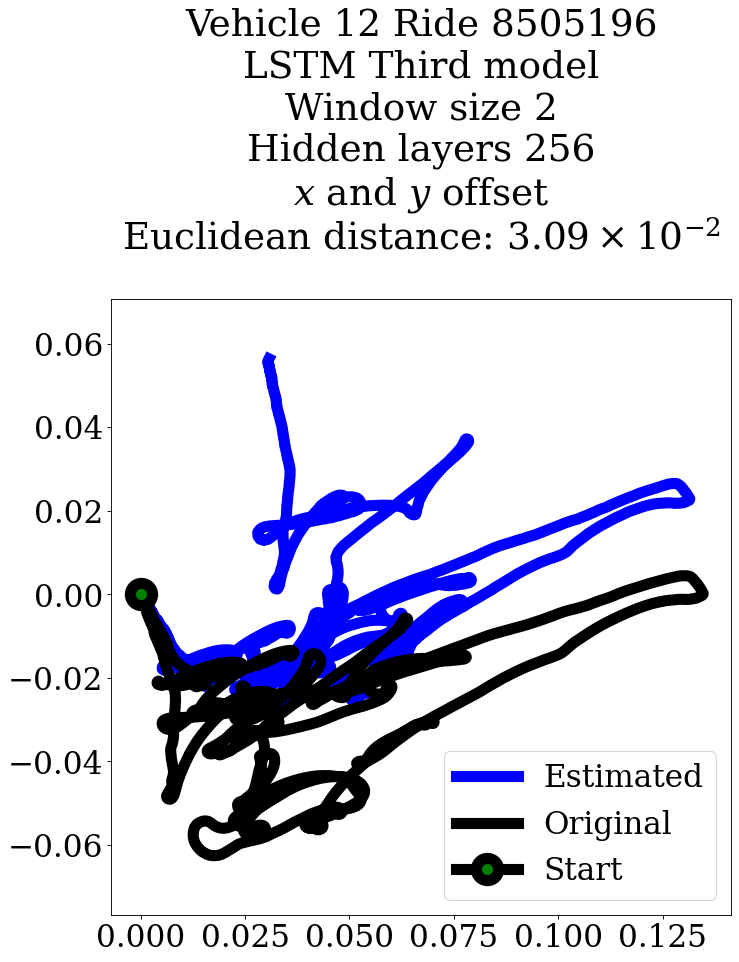 Vehicle 12 Ride 8505196
LSTM Third model
Window size 2
Hidden layers 256
x and y offset
Euclidean distance: 3.09 × 10⁻²
0.06
0.04
0.02
0.00
−0.02
−0.04
−0.06
Estimated
Original
Start
0.000 0.025 0.050 0.075 0.100 0.125